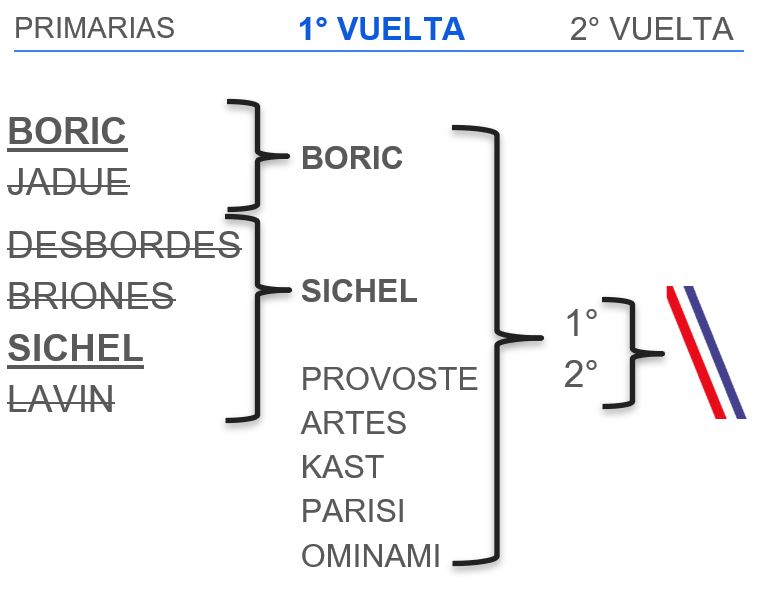 PRIMARIAS
1° VUELTA
2° VUELTA
BORIC
JADUE
DESBORDES
BRIONES
SICHEL
LAVIN
BORIC
SICHEL
PROVOSTE
ARTES
KAST
PARISI
OMINAMI
1°
2°